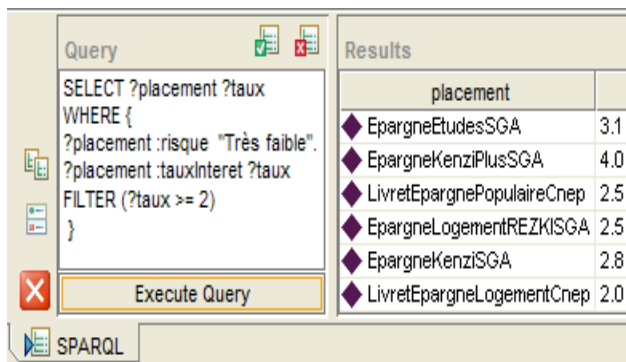 Query
SELECT ?placement ?taux
WHERE {
?placement :risque "Très faible".
?placement :tauxInteret ?taux
FILTER (?taux >= 2)
}
Execute Query
Results
placement
EpargneEtudesSGA 3.1
EpargneKenziPlusSGA 4.0
LivretEpargnePopulaireCnep 2.5
EpargneLogementREZKISGA 2.5
EpargneKenziSGA 2.8
LivretEpargneLogementCnep 2.0
SPARQL